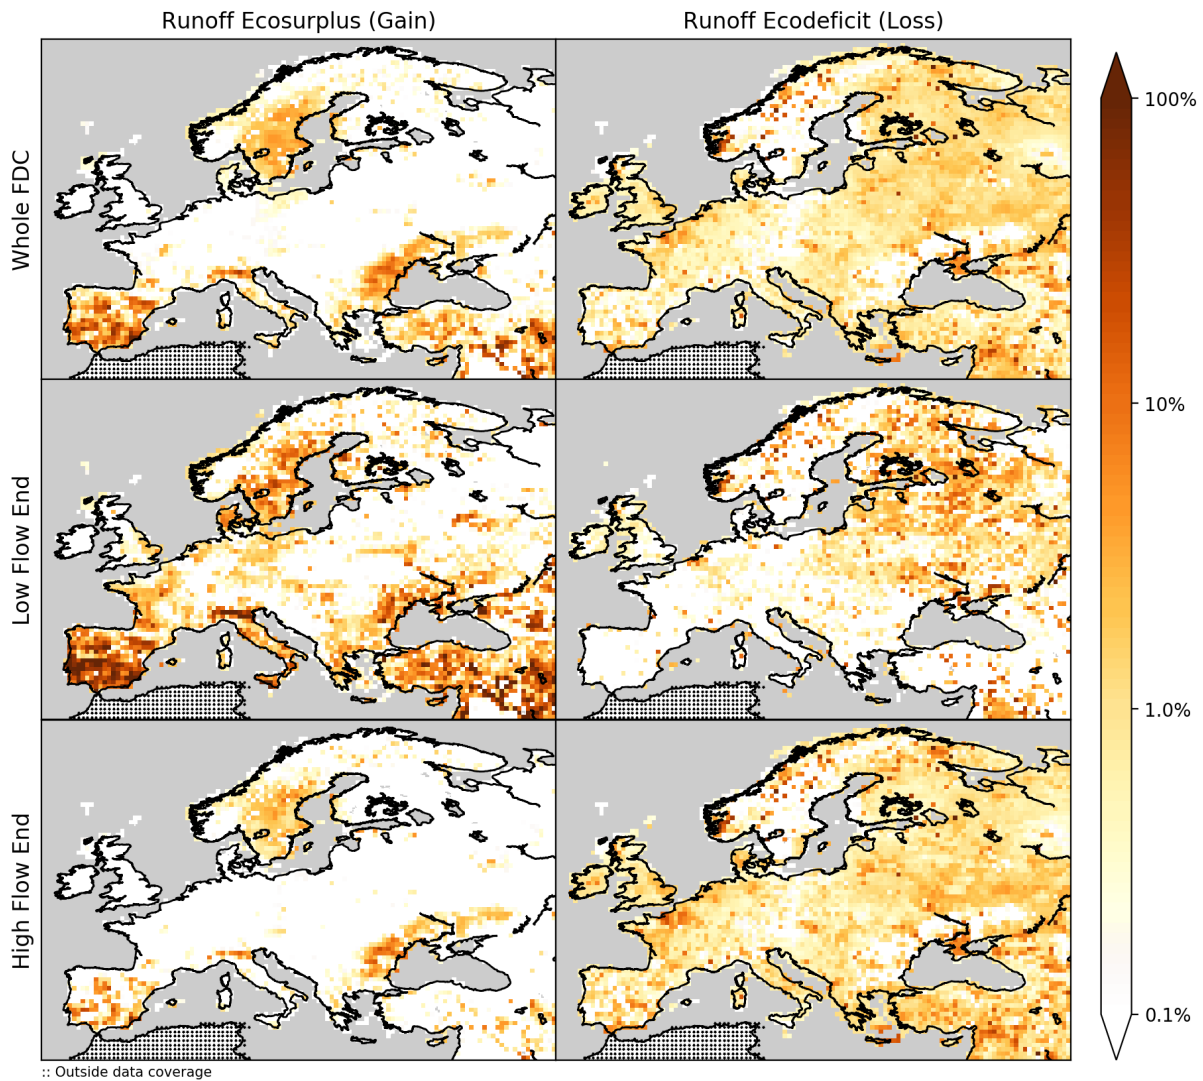 Runoff Ecosurplus (Gain)
Runoff Ecodeficit (Loss)
Whole FDC
Low Flow End
High Flow End
100%
10%
1.0%
0.1%
:: Outside data coverage